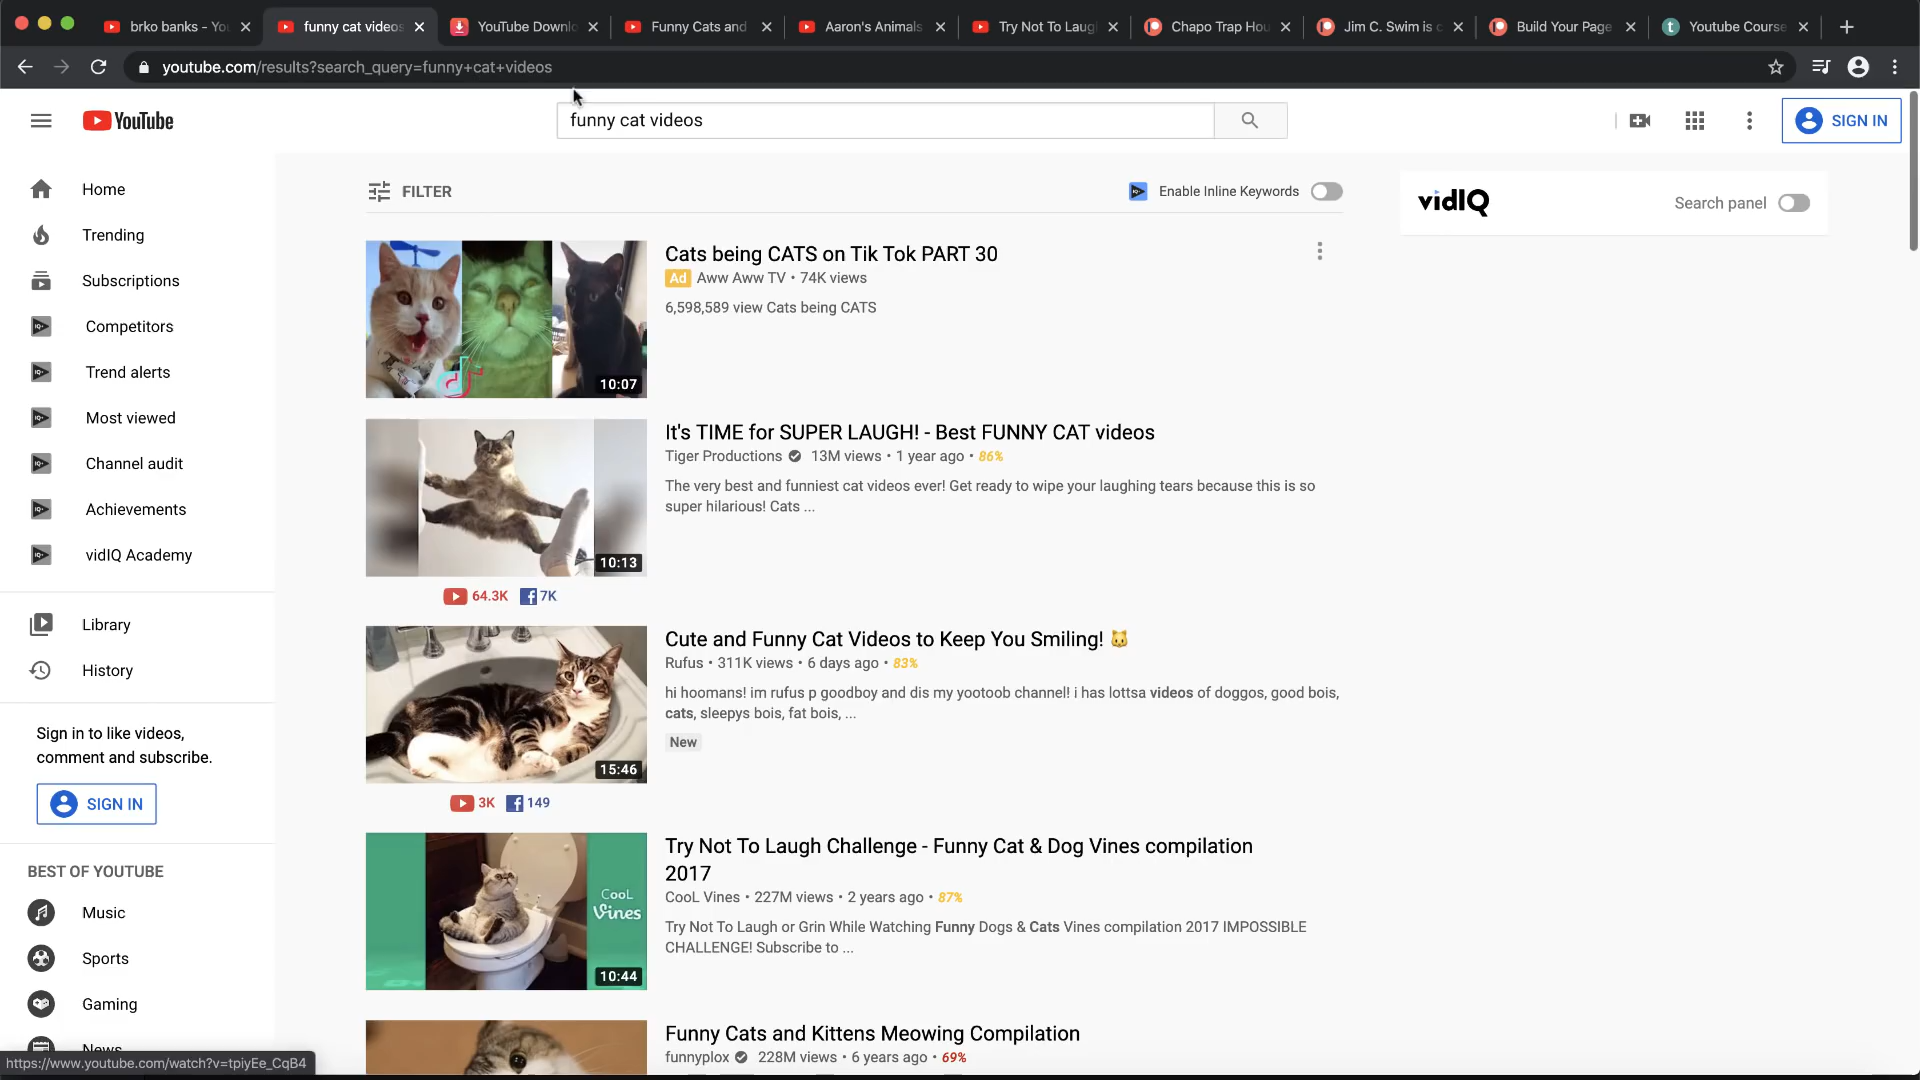 brko banks - Yo
funny cat videos
YouTube Downlo
Funny Cats and
Aaron's Animals
Try Not To Laug
Chapo Trap Hou
Jim C. Swim is c
Build Your Page
Youtube Course
youtube.com/results?search_query=funny+cat+videos
YouTube
funny cat videos
SIGN IN
Home
Trending
Subscriptions
Competitors
Trend alerts
Most viewed
Channel audit
Achievements
vidIQ Academy
Library
History
Sign in to like videos,
comment and subscribe.
SIGN IN
BEST OF YOUTUBE
Music
Sports
Gaming
News
https://www.youtube.com/watch?v=tpiyEe_CqB4
FILTER
Enable Inline Keywords
vidIQ
Search panel
10:07
Cats being CATS on Tik Tok PART 30
Ad Aww Aww TV • 74K views
6,598,589 view Cats being CATS
10:13
64.3K 7K
It's TIME for SUPER LAUGH! - Best FUNNY CAT videos
Tiger Productions 13M views • 1 year ago • 86%
The very best and funniest cat videos ever! Get ready to wipe your laughing tears because this is so
super hilarious! Cats ...
15:46
3K 149
Cute and Funny Cat Videos to Keep You Smiling! 🐱
Rufus • 311K views • 6 days ago • 83%
hi hoomans! im rufus p goodboy and dis my yootoob channel! i has lottsa videos of doggos, good bois,
cats, sleepys bois, fat bois, ...
New
CooL
Vines
10:44
Try Not To Laugh Challenge - Funny Cat & Dog Vines compilation
2017
CooL Vines • 227M views • 2 years ago • 87%
Try Not To Laugh or Grin While Watching Funny Dogs & Cats Vines compilation 2017 IMPOSSIBLE
CHALLENGE! Subscribe to ...
Funny Cats and Kittens Meowing Compilation
funnyplox 228M views • 6 years ago • 69%